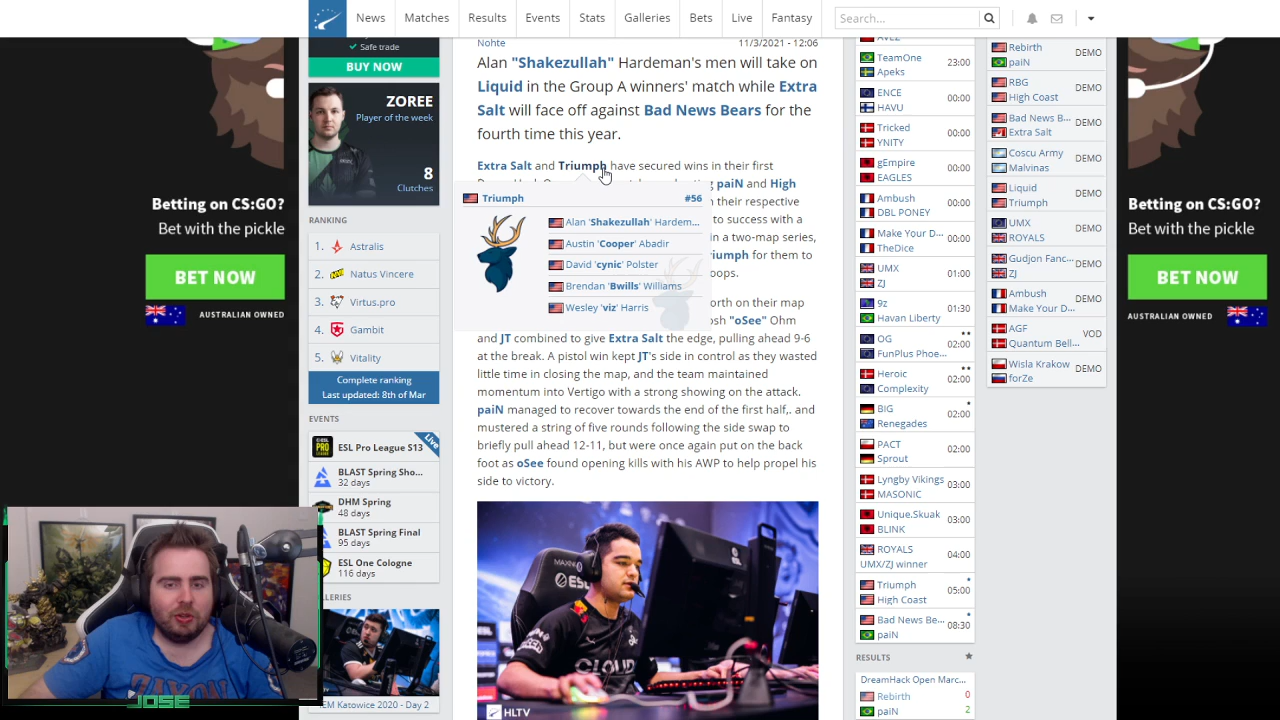 News
Matches
Results
Events
Stats
Galleries
Bets
Live
Fantasy
Search...
Betting on CS:GO?
Bet with the pickle
BET NOW
AUSTRALIAN OWNED
Safe trade
BUY NOW
ZOREE
Player of the week
8
Clutches
RANKING
1. Astralis
2. Natus Vincere
3. Virtus.pro
4. Gambit
5. Vitality
Complete ranking
Last updated: 8th of Mar
EVENTS
ESL Pro League S13
Live
BLAST Spring Sho...
32 days
DHM Spring
48 days
BLAST Spring Final
95 days
ESL One Cologne
116 days
IEM Katowice 2020 - Day 2
JOSE
Nohte
11/3/2021 - 12:06
Alan "Shakezullah" Hardeman's men will take on
Liquid in theGroup A winners' match while Extra
Salt will faceoff against Bad News Bears for the
fourth time this year.
Extra Salt and Triumph have secured wins in their first
paiN and High
their respective
to success with a
in a two-map series,
for them to
Triumph
#56
Alan 'Shakezullah' Hardem...
Austin 'Cooper' Abadir
David 'cynic' Polster
Brendan 'Bwills' Williams
Wesley 'viz' Harris
orth on their map
"oSee" Ohm
and JT combined to give Extra Salt the edge, pulling ahead 9-6
at the break. A pistol win kept JT's side in control as they wasted
little time in closing the map, and the team maintained
momentum into Vertigo with a strong showing on the attack.
paiN managed to recover towards the end of the first half,. and
mustered a string of five rounds following the side swap to
briefly pull ahead 12-11, but were once again put on the back
foot as oSee found opening kills with his AWP to help propel his
side to victory.
ESL
CLOUD
HLTV
TeamOne
Apeks
23:00
ENCE
HAVU
00:00
Tricked
YNITY
00:00
gEmpire
EAGLES
00:00
Ambush
DBL PONEY
00:00
Make Your D...
TheDice
00:00
UMX
ZJ
01:00
9z
Havan Liberty
01:30
OG
FunPlus Phoe...
02:00
Heroic
Complexity
02:00
BIG
Renegades
02:00
PACT
Sprout
02:00
Lyngby Vikings
MASONIC
03:00
Unique.Skuak
BLINK
03:00
ROYALS
UMX/ZJ winner
04:00
Triumph
High Coast
05:00
Bad News Be...
paiN
08:30
RESULTS
DreamHack Open Marc...
Rebirth 0
paiN 2
Rebirth
paiN
DEMO
RBG
High Coast
DEMO
Bad News B...
Extra Salt
DEMO
Coscu Army
Malvinas
DEMO
Liquid
Triumph
DEMO
UMX
ROYALS
DEMO
Gudjon Fanc...
ZJ
DEMO
Ambush
Make Your D...
DEMO
AGF
Quantum Bell...
VOD
Wisla Krakow
forZe
DEMO
Betting on CS:GO?
Bet with the pickle
BET NOW
AUSTRALIAN OWNED